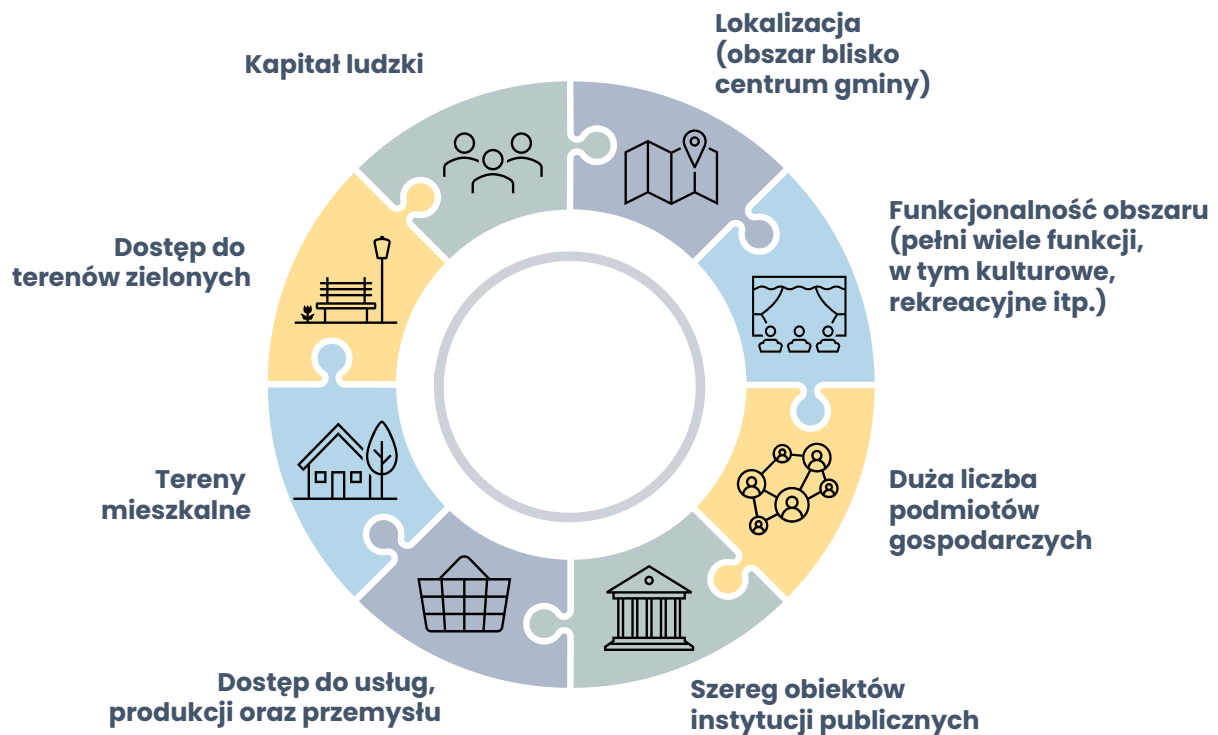 Kapitał ludzki
Lokalizacja
(obszar blisko
centrum gminy)
Funkcjonalność obszaru
(pełni wiele funkcji,
w tym kulturowe,
rekreacyjne itp.)
Duża liczba
podmiotów
gospodarczych
Szereg obiektów
instytucji publicznych
Dostęp do usług,
produkcji oraz przemysłu
Tereny
mieszkalne
Dostęp do
terenów zielonych